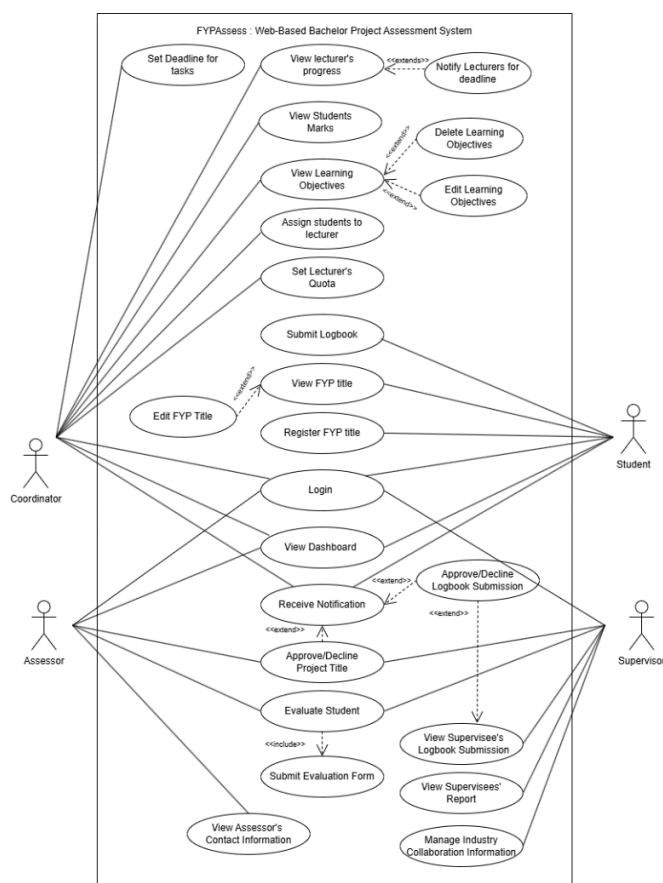 FYPAssess : Web-Based Bachelor Project Assessment System
Set Deadline for
tasks
View lecturer's
progress
<<extends>>
Notify Lecturers for
deadline
View Students
Marks
<<extend>>
Delete Learning
Objectives
View Learning
Objectives
<<extend>>
Edit Learning
Objectives
Assign students to
lecturer
Set Lecturer's
Quota
Submit Logbook
<<extend>>
View FYP title
Edit FYP Title
Register FYP title
Coordinator
Student
Login
View Dashboard
Approve/Decline
Logbook Submission
<<extend>>
Receive Notification
<<extend>>
<<extend>>
Assessor
Supervisor
Approve/Decline
Project Title
Evaluate Student
<<include>>
View Supervisee's
Logbook Submission
Submit Evaluation Form
View Supervisees'
Report
View Assessor's
Contact Information
Manage Industry
Collaboration Information